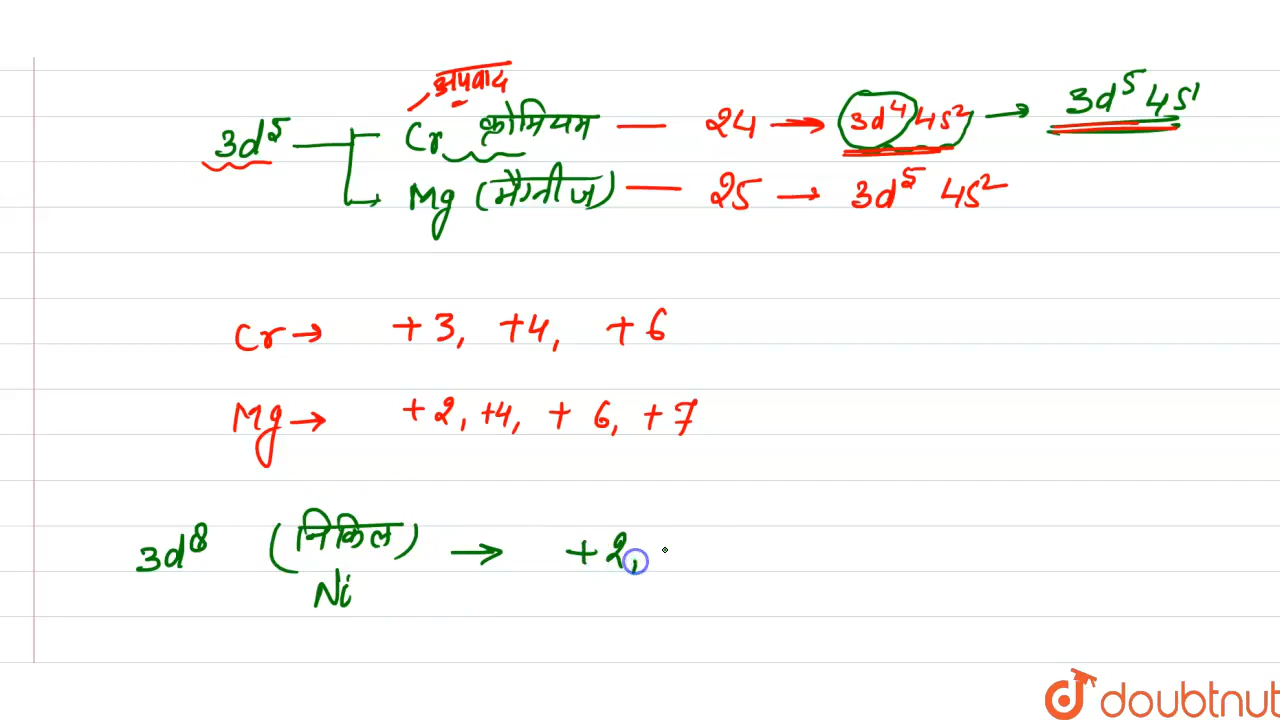 अपवाद
3d⁵ Cr क्रोमियम — 24 → 3d⁴ 4s² → 3d⁵ 4s¹
Mg (मैग्नीज) — 25 → 3d⁵ 4s²
Cr → +3, +4, +6
Mg → +2, +4, +6, +7
3d⁸ (निकिल) → +2,
Ni
doubtnut